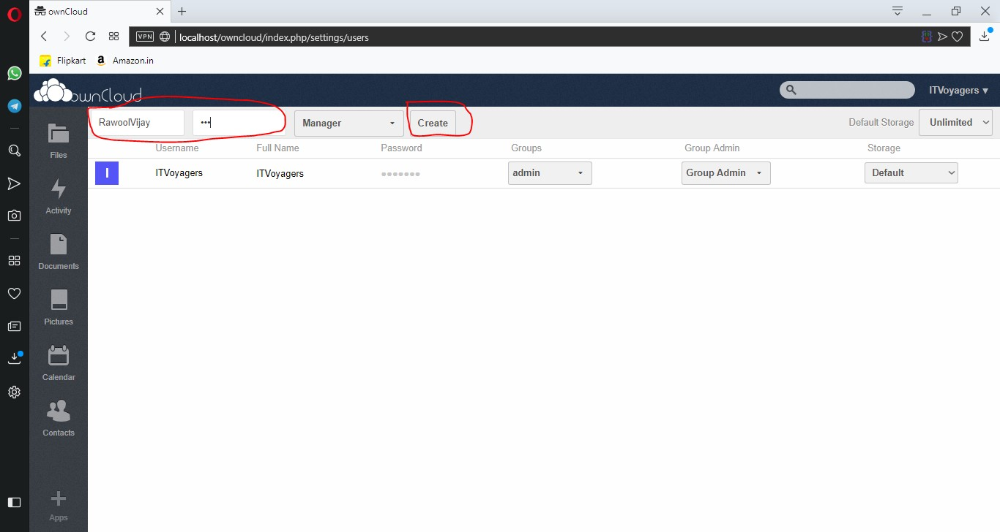 ownCloud
VPN localhost/owncloud/index.php/settings/users
Flipkart a Amazon.in
ownCloud ITVoyagers ▾
RawoolVijay ••• Manager Create Default Storage Unlimited
Username Full Name Password Groups Group Admin Storage
I ITVoyagers ITVoyagers ●●●●●●● admin Group Admin Default
Files
Activity
Documents
Pictures
Calendar
Contacts
Apps